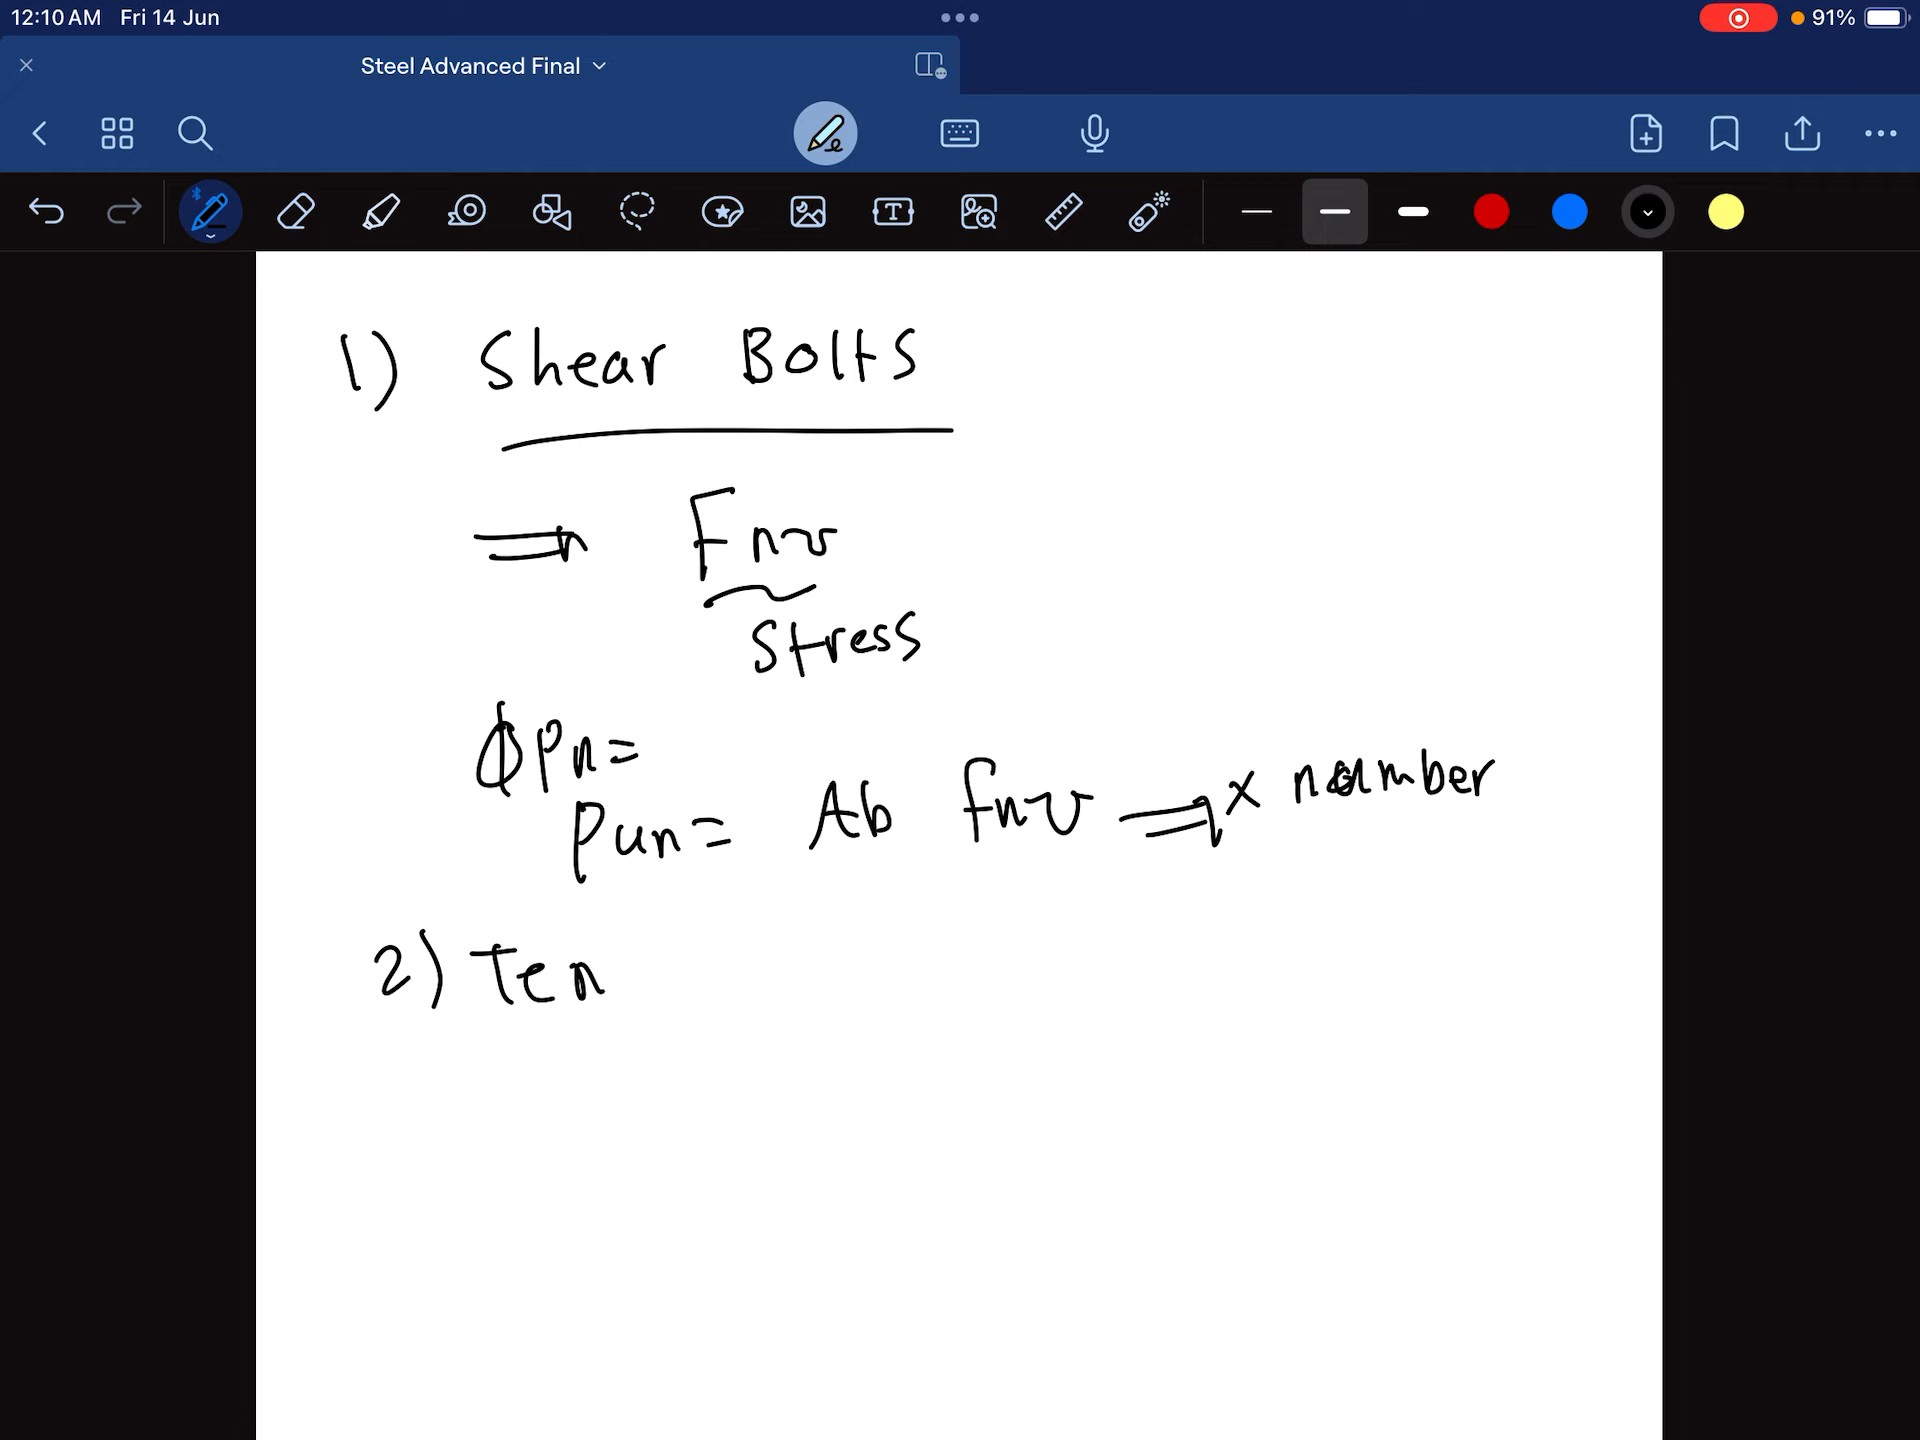 12:10 AM Fri 14 Jun
91%
Steel Advanced Final
1) Shear Bolts
⇒ Fnv
Stress
ϕPn=
Pun= Ab Fnv ⇒ x number
2) Ten